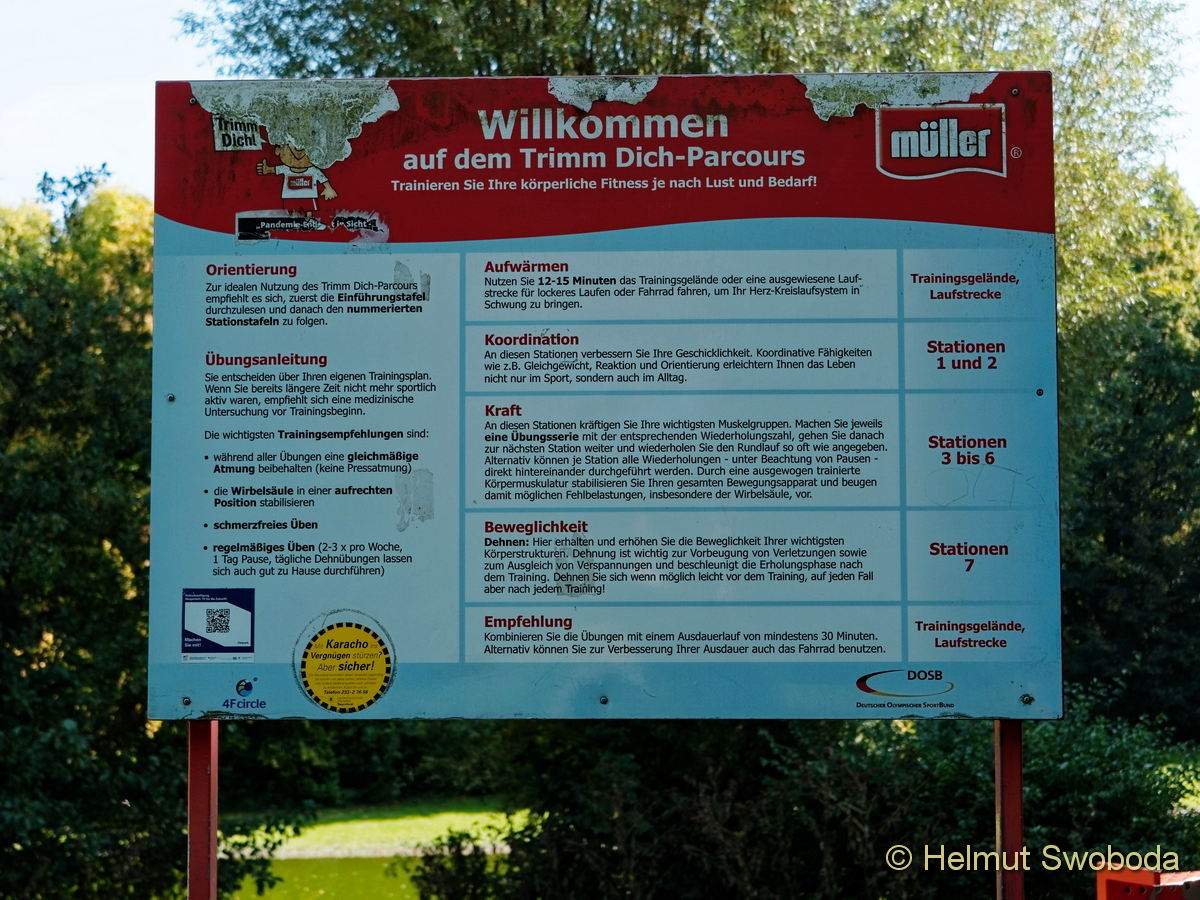 Trimm
Dich!
Willkommen
auf dem Trimm Dich-Parcours
Trainieren Sie Ihre körperliche Fitness je nach Lust und Bedarf!
müller
®
müller
in Sicht"
Orientierung
Zur idealen Nutzung des Trimm Dich-Parcours
empfiehlt es sich, zuerst die Einführungstafel
durchzulesen und danach den nummerierten
Stationstafeln zu folgen.
Übungsanleitung
Sie entscheiden über Ihren eigenen Trainingsplan.
Wenn Sie bereits längere Zeit nicht mehr sportlich
aktiv waren, empfiehlt sich eine medizinische
Untersuchung vor Trainingsbeginn.
Die wichtigsten Trainingsempfehlungen sind:
• während aller Übungen eine gleichmäßige
Atmung beibehalten (keine Pressatmung)
• die Wirbelsäule in einer aufrechten
Position stabilisieren
• schmerzfreies Üben
• regelmäßiges Üben (2-3 x pro Woche,
1 Tag Pause, tägliche Dehnübungen lassen
sich auch gut zu Hause durchführen)
Aufwärmen
Nutzen Sie 12-15 Minuten das Trainingsgelände oder eine ausgewiesene Lauf-
strecke für lockeres Laufen oder Fahrrad fahren, um Ihr Herz-Kreislaufsystem in
Schwung zu bringen.
Trainingsgelände,
Laufstrecke
Koordination
An diesen Stationen verbessern Sie Ihre Geschicklichkeit. Koordinative Fähigkeiten
wie z.B. Gleichgewicht, Reaktion und Orientierung erleichtern Ihnen das Leben
nicht nur im Sport, sondern auch im Alltag.
Stationen
1 und 2
Kraft
An diesen Stationen kräftigen Sie Ihre wichtigsten Muskelgruppen. Machen Sie jeweils
eine Übungsserie mit der entsprechenden Wiederholungszahl, gehen Sie danach
zur nächsten Station weiter und wiederholen Sie den Rundlauf so oft wie angegeben.
Alternativ können je Station alle Wiederholungen - unter Beachtung von Pausen -
direkt hintereinander durchgeführt werden. Durch eine ausgewogen trainierte
Körpermuskulatur stabilisieren Sie Ihren gesamten Bewegungsapparat und beugen
damit möglichen Fehlbelastungen, insbesondere der Wirbelsäule, vor.
Stationen
3 bis 6
Beweglichkeit
Dehnen: Hier erhalten und erhöhen Sie die Beweglichkeit Ihrer wichtigsten
Körperstrukturen. Dehnung ist wichtig zur Vorbeugung von Verletzungen sowie
zum Ausgleich von Verspannungen und beschleunigt die Erholungsphase nach
dem Training. Dehnen Sie sich wenn möglich leicht vor dem Training, auf jeden Fall
aber nach jedem Training!
Stationen
7
Empfehlung
Kombinieren Sie die Übungen mit einem Ausdauerlauf von mindestens 30 Minuten.
Alternativ können Sie zur Verbesserung Ihrer Ausdauer auch das Fahrrad benutzen.
Trainingsgelände,
Laufstrecke
Machen
Sie mit!
4Fcircle
Mit Karacho ins
Vergnügen stürzen?
Aber sicher!
DOSB
DEUTSCHER OLYMPISCHER SPORTBUND
© Helmut Swoboda